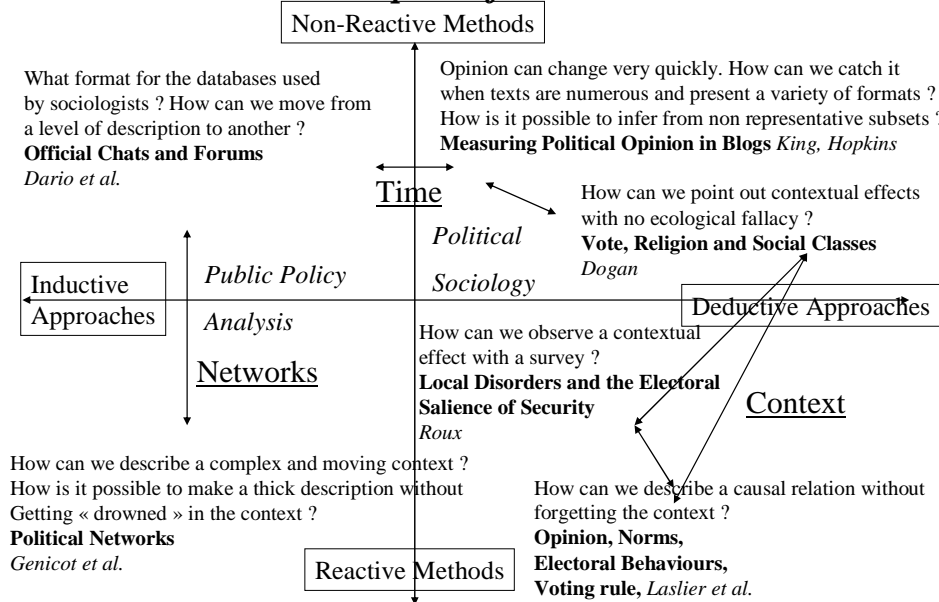 Non-Reactive Methods
What format for the databases used
by sociologists ? How can we move from
a level of description to another ?
Official Chats and Forums
Dario et al.
Opinion can change very quickly. How can we catch it
when texts are numerous and present a variety of formats ?
How is it possible to infer from non representative subsets ?
Measuring Political Opinion in Blogs King, Hopkins
Time
How can we point out contextual effects
with no ecological fallacy ?
Vote, Religion and Social Classes
Dogan
Political
Sociology
Public Policy
Analysis
Inductive
Approaches
Deductive Approaches
Networks
How can we observe a contextual
effect with a survey ?
Local Disorders and the Electoral
Salience of Security
Roux
Context
How can we describe a complex and moving context ?
How is it possible to make a thick description without
Getting « drowned » in the context ?
Political Networks
Genicot et al.
Reactive Methods
How can we describe a causal relation without
forgetting the context ?
Opinion, Norms,
Electoral Behaviours,
Voting rule, Laslier et al.